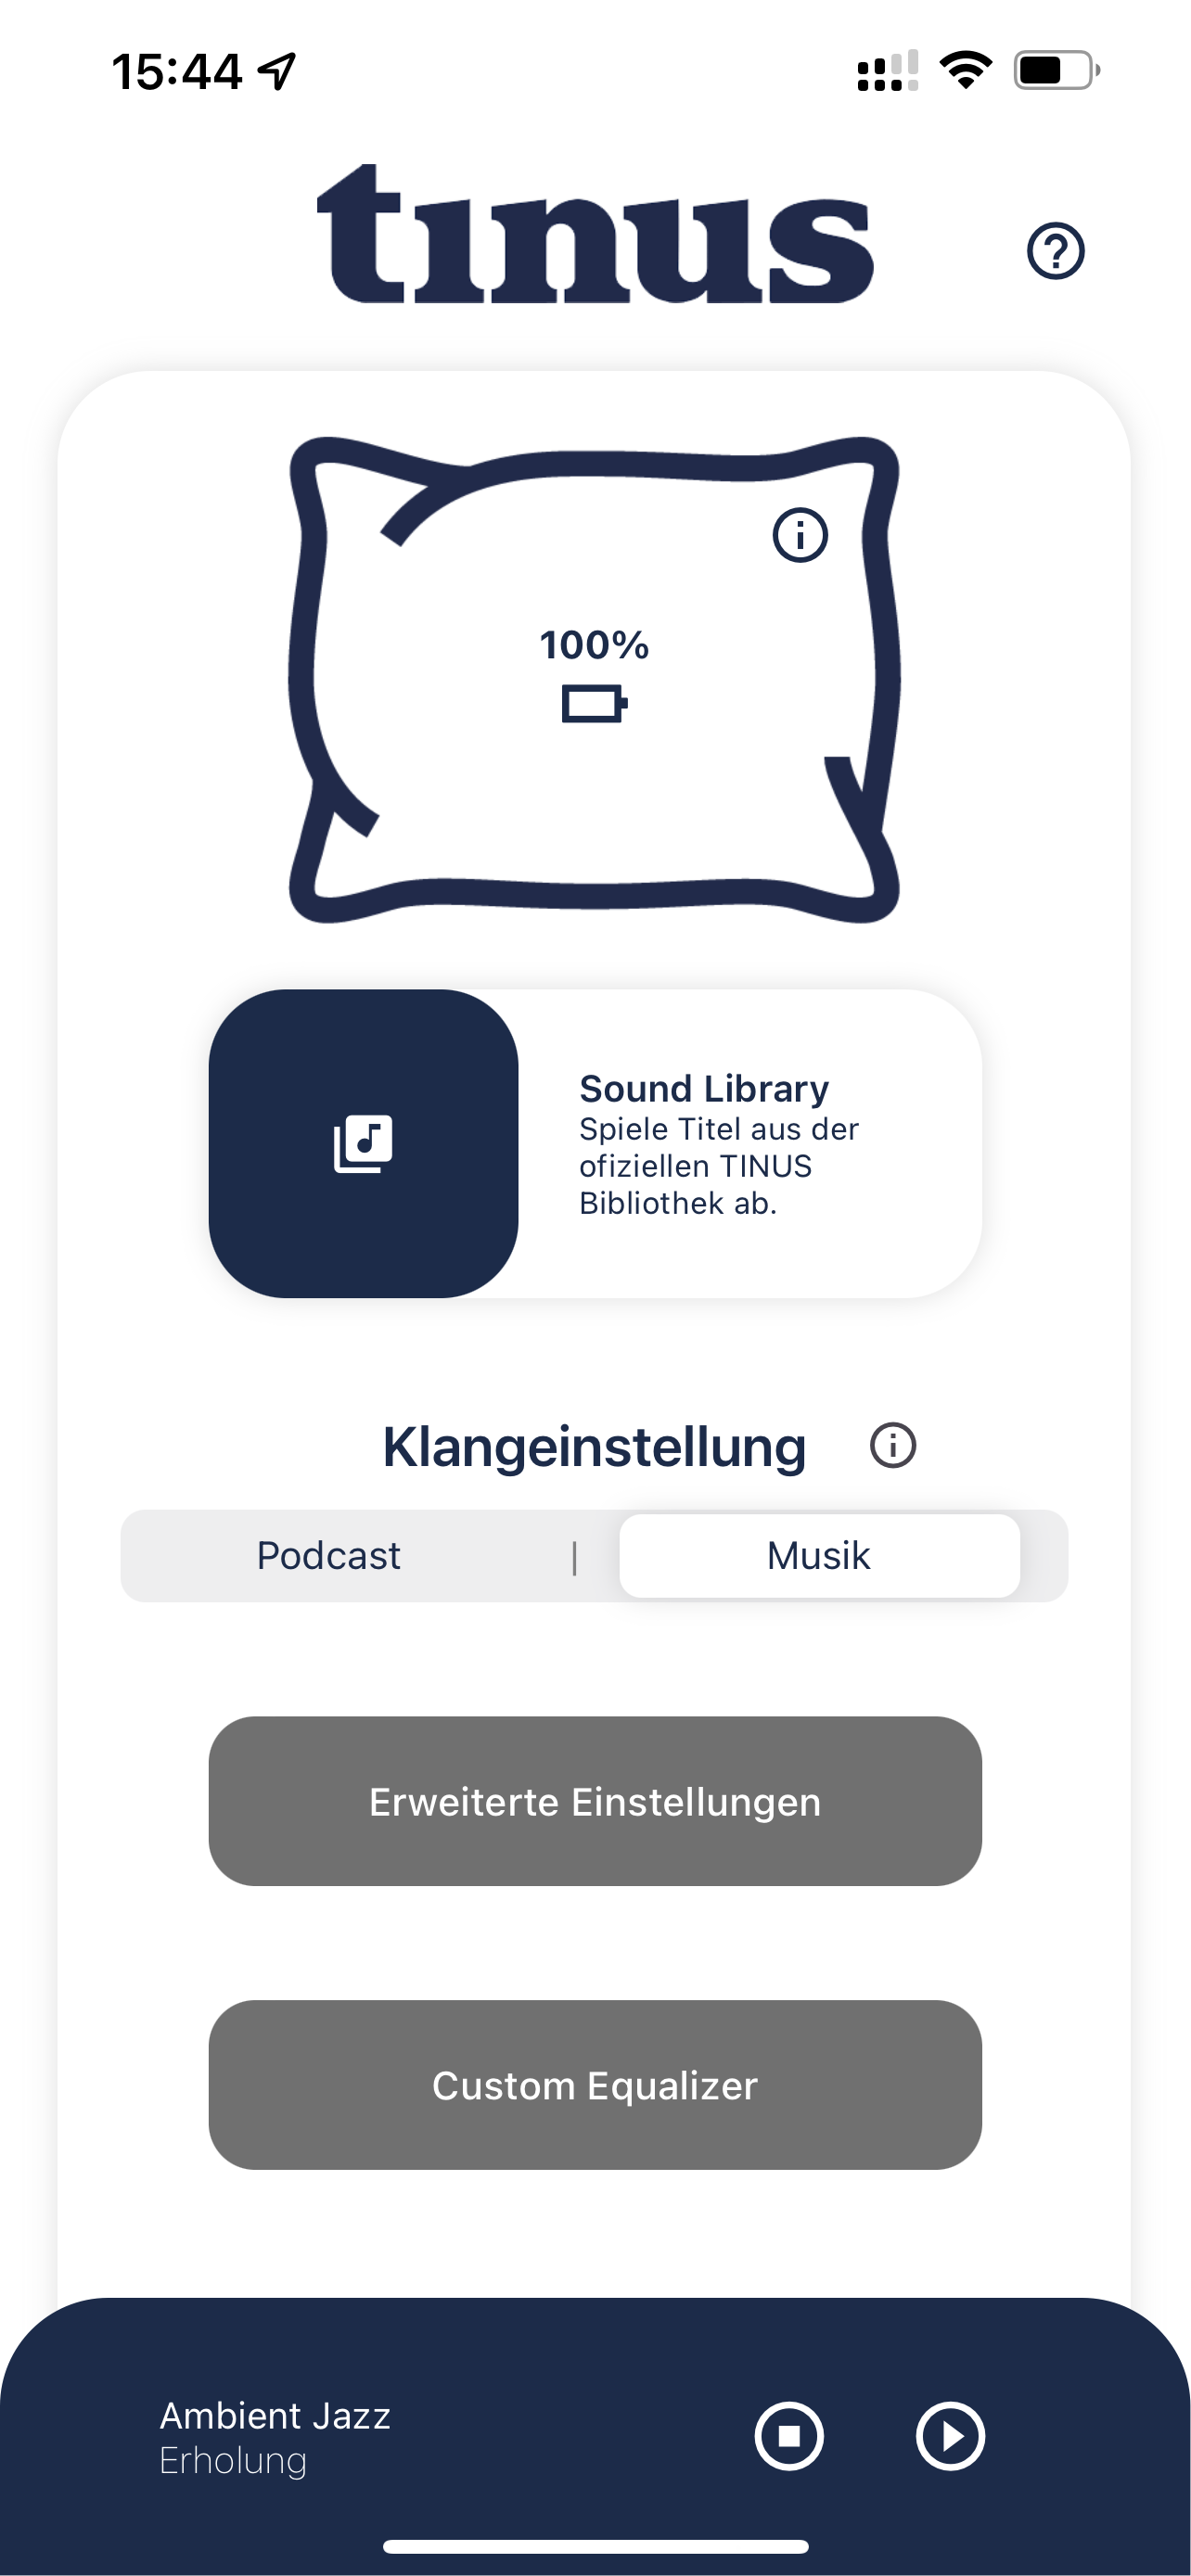 15:44
tınus
100%
Sound Library
Spiele Titel aus der
ofiziellen TINUS
Bibliothek ab.
Klangeinstellung
Podcast | Musik
Erweiterte Einstellungen
Custom Equalizer
Ambient Jazz
Erholung